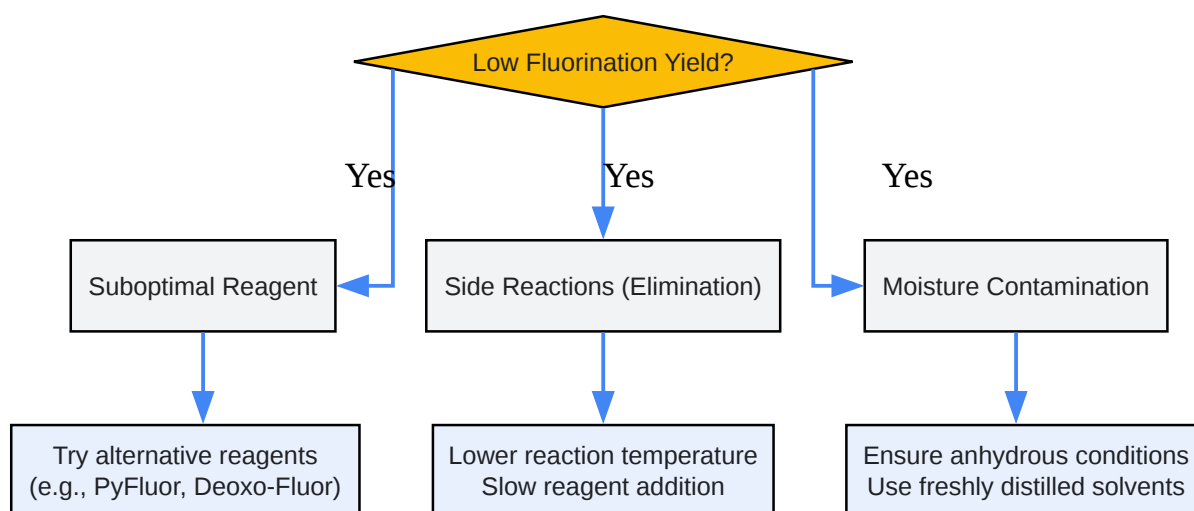 Low Fluorination Yield?
Yes
Yes
Yes
Suboptimal Reagent
Side Reactions (Elimination)
Moisture Contamination
Try alternative reagents
(e.g., PyFluor, Deoxo-Fluor)
Lower reaction temperature
Slow reagent addition
Ensure anhydrous conditions
Use freshly distilled solvents